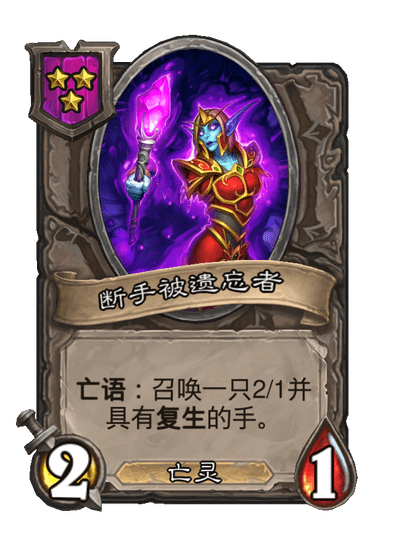 断手被遗忘者
亡语：召唤一只2/1并
具有复生的手。
2
亡灵
1